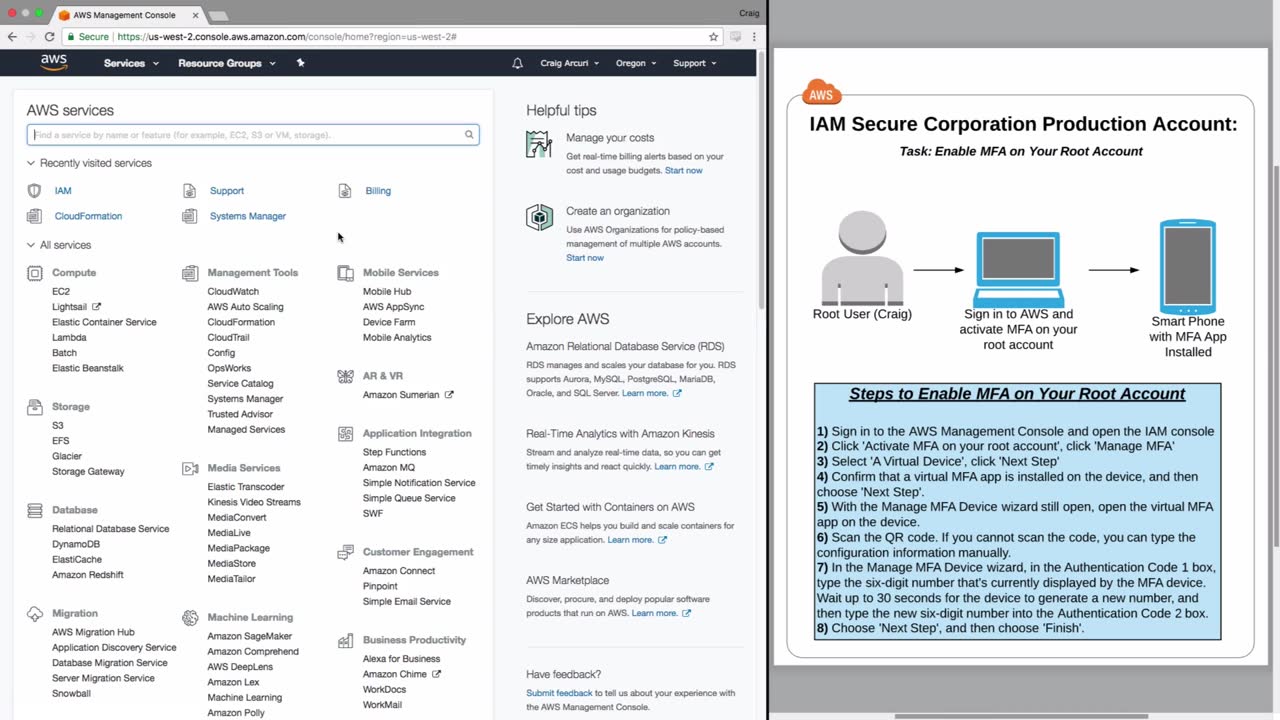 AWS Management Console
Craig
Secure
https://us-west-2.console.aws.amazon.com/console/home?region=us-west-2#
aws
Services
Resource Groups
Craig Arcuri
Oregon
Support
AWS services
Find a service by name or feature (for example, EC2, S3 or VM, storage).
Recently visited services
IAM
Support
Billing
CloudFormation
Systems Manager
All services
Compute
EC2
Lightsail
Elastic Container Service
Lambda
Batch
Elastic Beanstalk
Storage
S3
EFS
Glacier
Storage Gateway
Database
Relational Database Service
DynamoDB
ElastiCache
Amazon Redshift
Migration
AWS Migration Hub
Application Discovery Service
Database Migration Service
Server Migration Service
Snowball
Management Tools
CloudWatch
AWS Auto Scaling
CloudFormation
CloudTrail
Config
OpsWorks
Service Catalog
Systems Manager
Trusted Advisor
Managed Services
Media Services
Elastic Transcoder
Kinesis Video Streams
MediaConvert
MediaLive
MediaPackage
MediaStore
MediaTailor
Machine Learning
Amazon SageMaker
Amazon Comprehend
AWS DeepLens
Amazon Lex
Machine Learning
Amazon Polly
Mobile Services
Mobile Hub
AWS AppSync
Device Farm
Mobile Analytics
AR & VR
Amazon Sumerian
Application Integration
Step Functions
Amazon MQ
Simple Notification Service
Simple Queue Service
SWF
Customer Engagement
Amazon Connect
Pinpoint
Simple Email Service
Business Productivity
Alexa for Business
Amazon Chime
WorkDocs
WorkMail
Helpful tips
Manage your costs
Get real-time billing alerts based on your
cost and usage budgets. Start now
Create an organization
Use AWS Organizations for policy-based
management of multiple AWS accounts.
Start now
Explore AWS
Amazon Relational Database Service (RDS)
RDS manages and scales your database for you. RDS
supports Aurora, MySQL, PostgreSQL, MariaDB,
Oracle, and SQL Server. Learn more.
Real-Time Analytics with Amazon Kinesis
Stream and analyze real-time data, so you can get
timely insights and react quickly. Learn more.
Get Started with Containers on AWS
Amazon ECS helps you build and scale containers for
any size application. Learn more.
AWS Marketplace
Discover, procure, and deploy popular software
products that run on AWS. Learn more.
Have feedback?
Submit feedback to tell us about your experience with
the AWS Management Console.
AWS
IAM Secure Corporation Production Account:
Task: Enable MFA on Your Root Account
Root User (Craig)
Sign in to AWS and
activate MFA on your
root account
Smart Phone
with MFA App
Installed
Steps to Enable MFA on Your Root Account
1) Sign in to the AWS Management Console and open the IAM console
2) Click 'Activate MFA on your root account', click 'Manage MFA'
3) Select 'A Virtual Device', click 'Next Step'
4) Confirm that a virtual MFA app is installed on the device, and then
choose 'Next Step'.
5) With the Manage MFA Device wizard still open, open the virtual MFA
app on the device.
6) Scan the QR code. If you cannot scan the code, you can type the
configuration information manually.
7) In the Manage MFA Device wizard, in the Authentication Code 1 box,
type the six-digit number that's currently displayed by the MFA device.
Wait up to 30 seconds for the device to generate a new number, and
then type the new six-digit number into the Authentication Code 2 box.
8) Choose 'Next Step', and then choose 'Finish'.